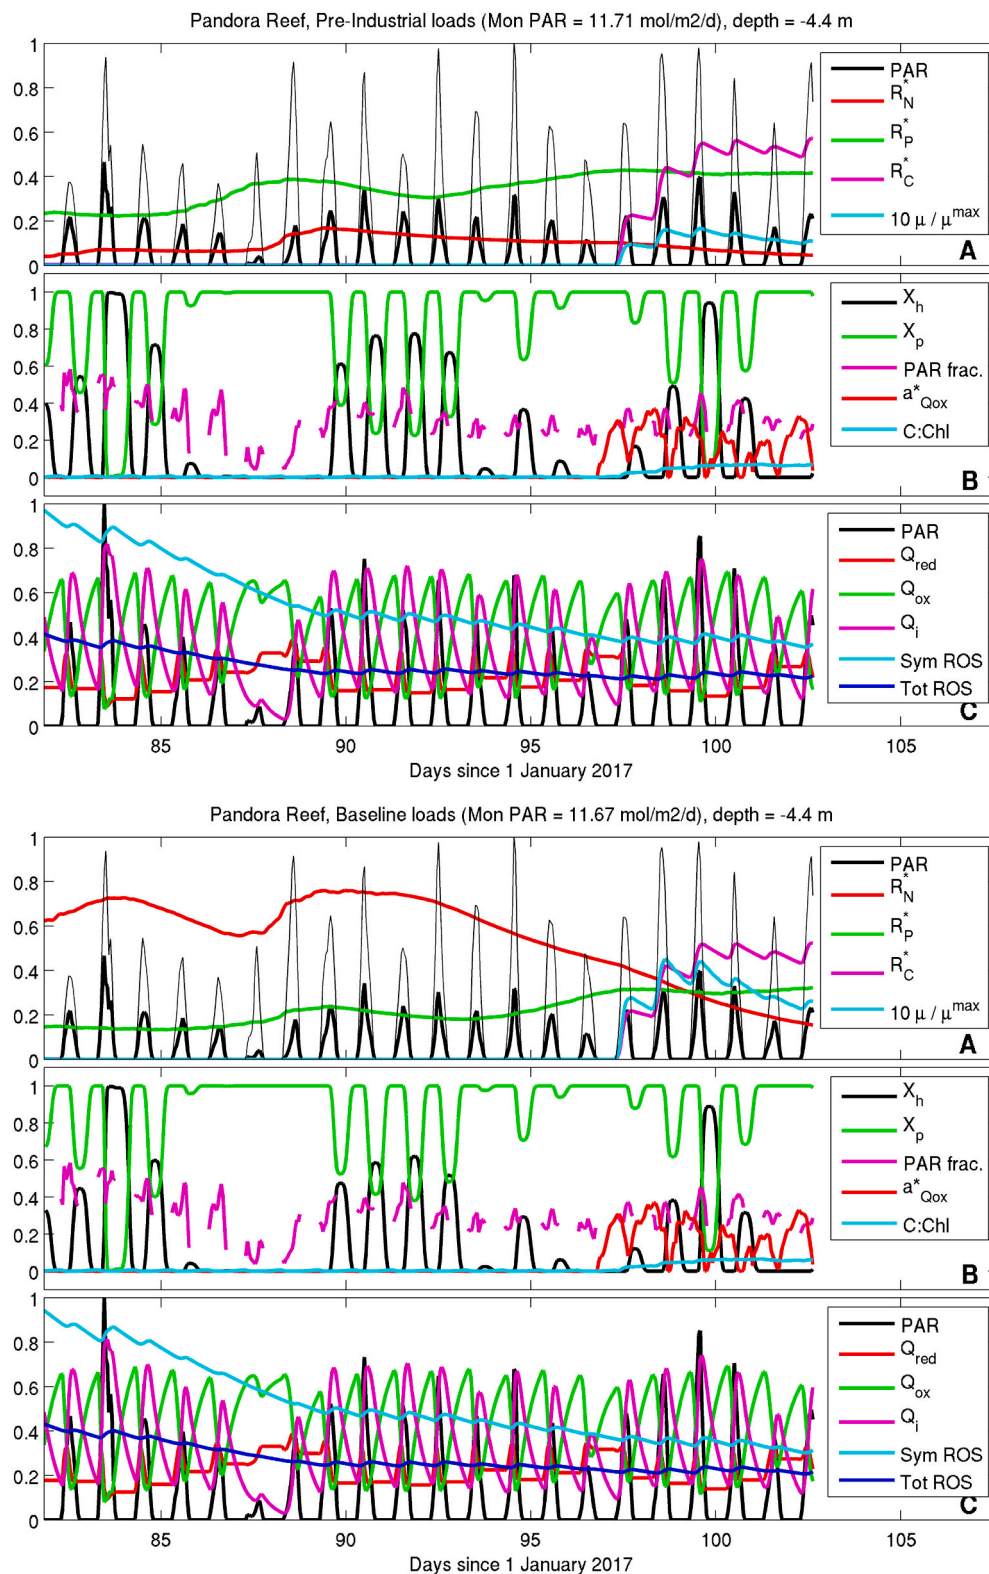 Pandora Reef, Pre-Industrial loads (Mon PAR = 11.71 mol/m2/d), depth = -4.4 m
1
0.8
0.6
0.4
0.2
0
PAR
R*N
R*P
R*C
10 μ / μmax
A
1
0.8
0.6
0.4
0.2
0
Xh
Xp
PAR frac.
a*Qox
C:Chl
B
1
0.8
0.6
0.4
0.2
0
PAR
Qred
Qox
Qi
Sym ROS
Tot ROS
C
85 90 95 100 105
Days since 1 January 2017
Pandora Reef, Baseline loads (Mon PAR = 11.67 mol/m2/d), depth = -4.4 m
1
0.8
0.6
0.4
0.2
0
PAR
R*N
R*P
R*C
10 μ / μmax
A
1
0.8
0.6
0.4
0.2
0
Xh
Xp
PAR frac.
a*Qox
C:Chl
B
1
0.8
0.6
0.4
0.2
0
PAR
Qred
Qox
Qi
Sym ROS
Tot ROS
C
85 90 95 100 105
Days since 1 January 2017